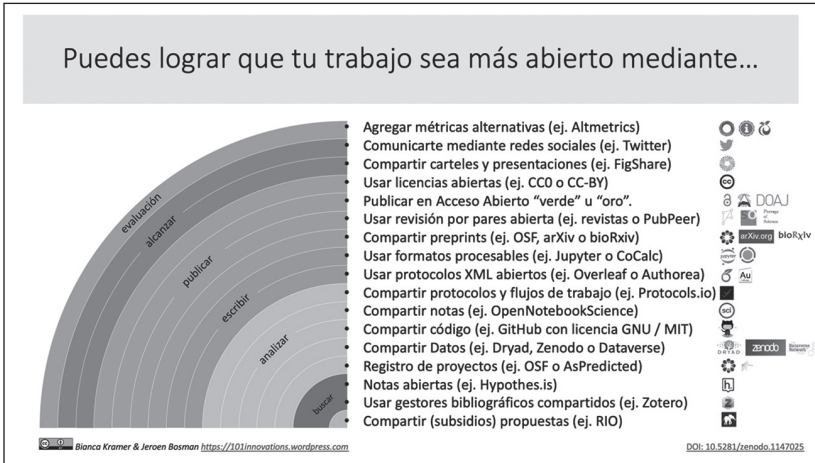 Puedes lograr que tu trabajo sea más abierto mediante...
evaluación
alcanzar
publicar
escribir
analizar
buscar
• Agregar métricas alternativas (ej. Altmetrics)
• Comunicarte mediante redes sociales (ej. Twitter)
• Compartir carteles y presentaciones (ej. FigShare)
• Usar licencias abiertas (ej. CC0 o CC-BY)
cc
• Publicar en Acceso Abierto “verde” u “oro”.
DOAJ
• Usar revisión por pares abierta (ej. revistas o PubPeer)
• Compartir preprints (ej. OSF, arXiv o bioRxiv)
arXiv.org bioRxiv
• Usar formatos procesables (ej. Jupyter o CoCalc)
jupyter
• Usar protocolos XML abiertos (ej. Overleaf o Authorea)
Au
• Compartir protocolos y flujos de trabajo (ej. Protocols.io)
• Compartir notas (ej. OpenNotebookScience)
sci
• Compartir código (ej. GitHub con licencia GNU / MIT)
• Compartir Datos (ej. Dryad, Zenodo o Dataverse)
DRYAD zenodo
• Registro de proyectos (ej. OSF o AsPredicted)
• Notas abiertas (ej. Hypothes.is)
h.
• Usar gestores bibliográficos compartidos (ej. Zotero)
• Compartir (subsidios) propuestas (ej. RIO)
Bianca Kramer & Jeroen Bosman https://101innovations.wordpress.com
DOI: 10.5281/zenodo.1147025